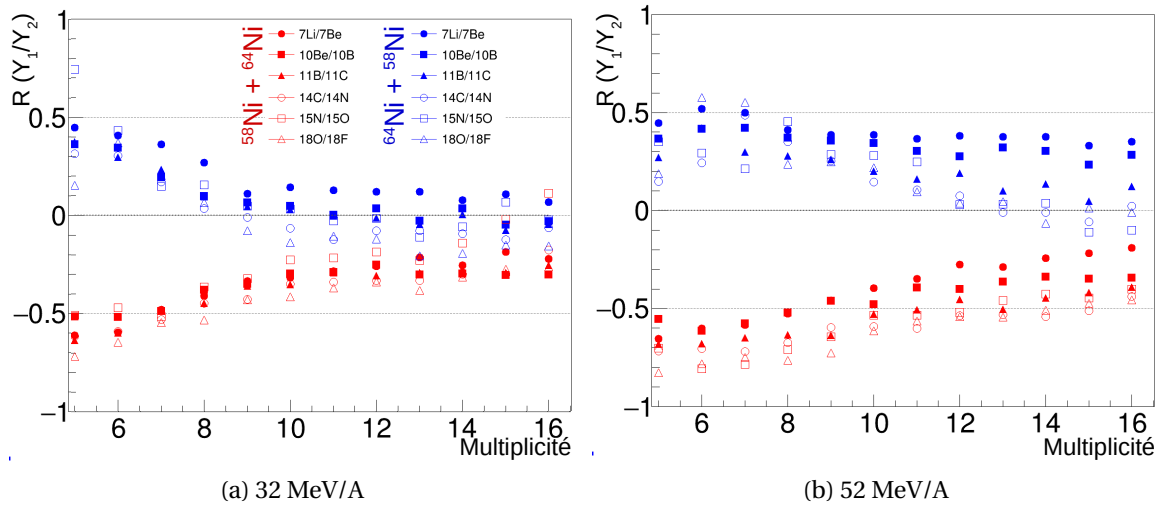 R (Y₁/Y₂)
1
0.5
0
−0.5
−1
6 8 10 12 14 16
Multiplicité
⁵⁸Ni + ⁶⁴Ni
7Li/7Be
10Be/10B
11B/11C
14C/14N
15N/15O
18O/18F
⁶⁴Ni + ⁵⁸Ni
7Li/7Be
10Be/10B
11B/11C
14C/14N
15N/15O
18O/18F
(a) 32 MeV/A
R (Y₁/Y₂)
1
0.5
0
−0.5
−1
6 8 10 12 14 16
Multiplicité
(b) 52 MeV/A